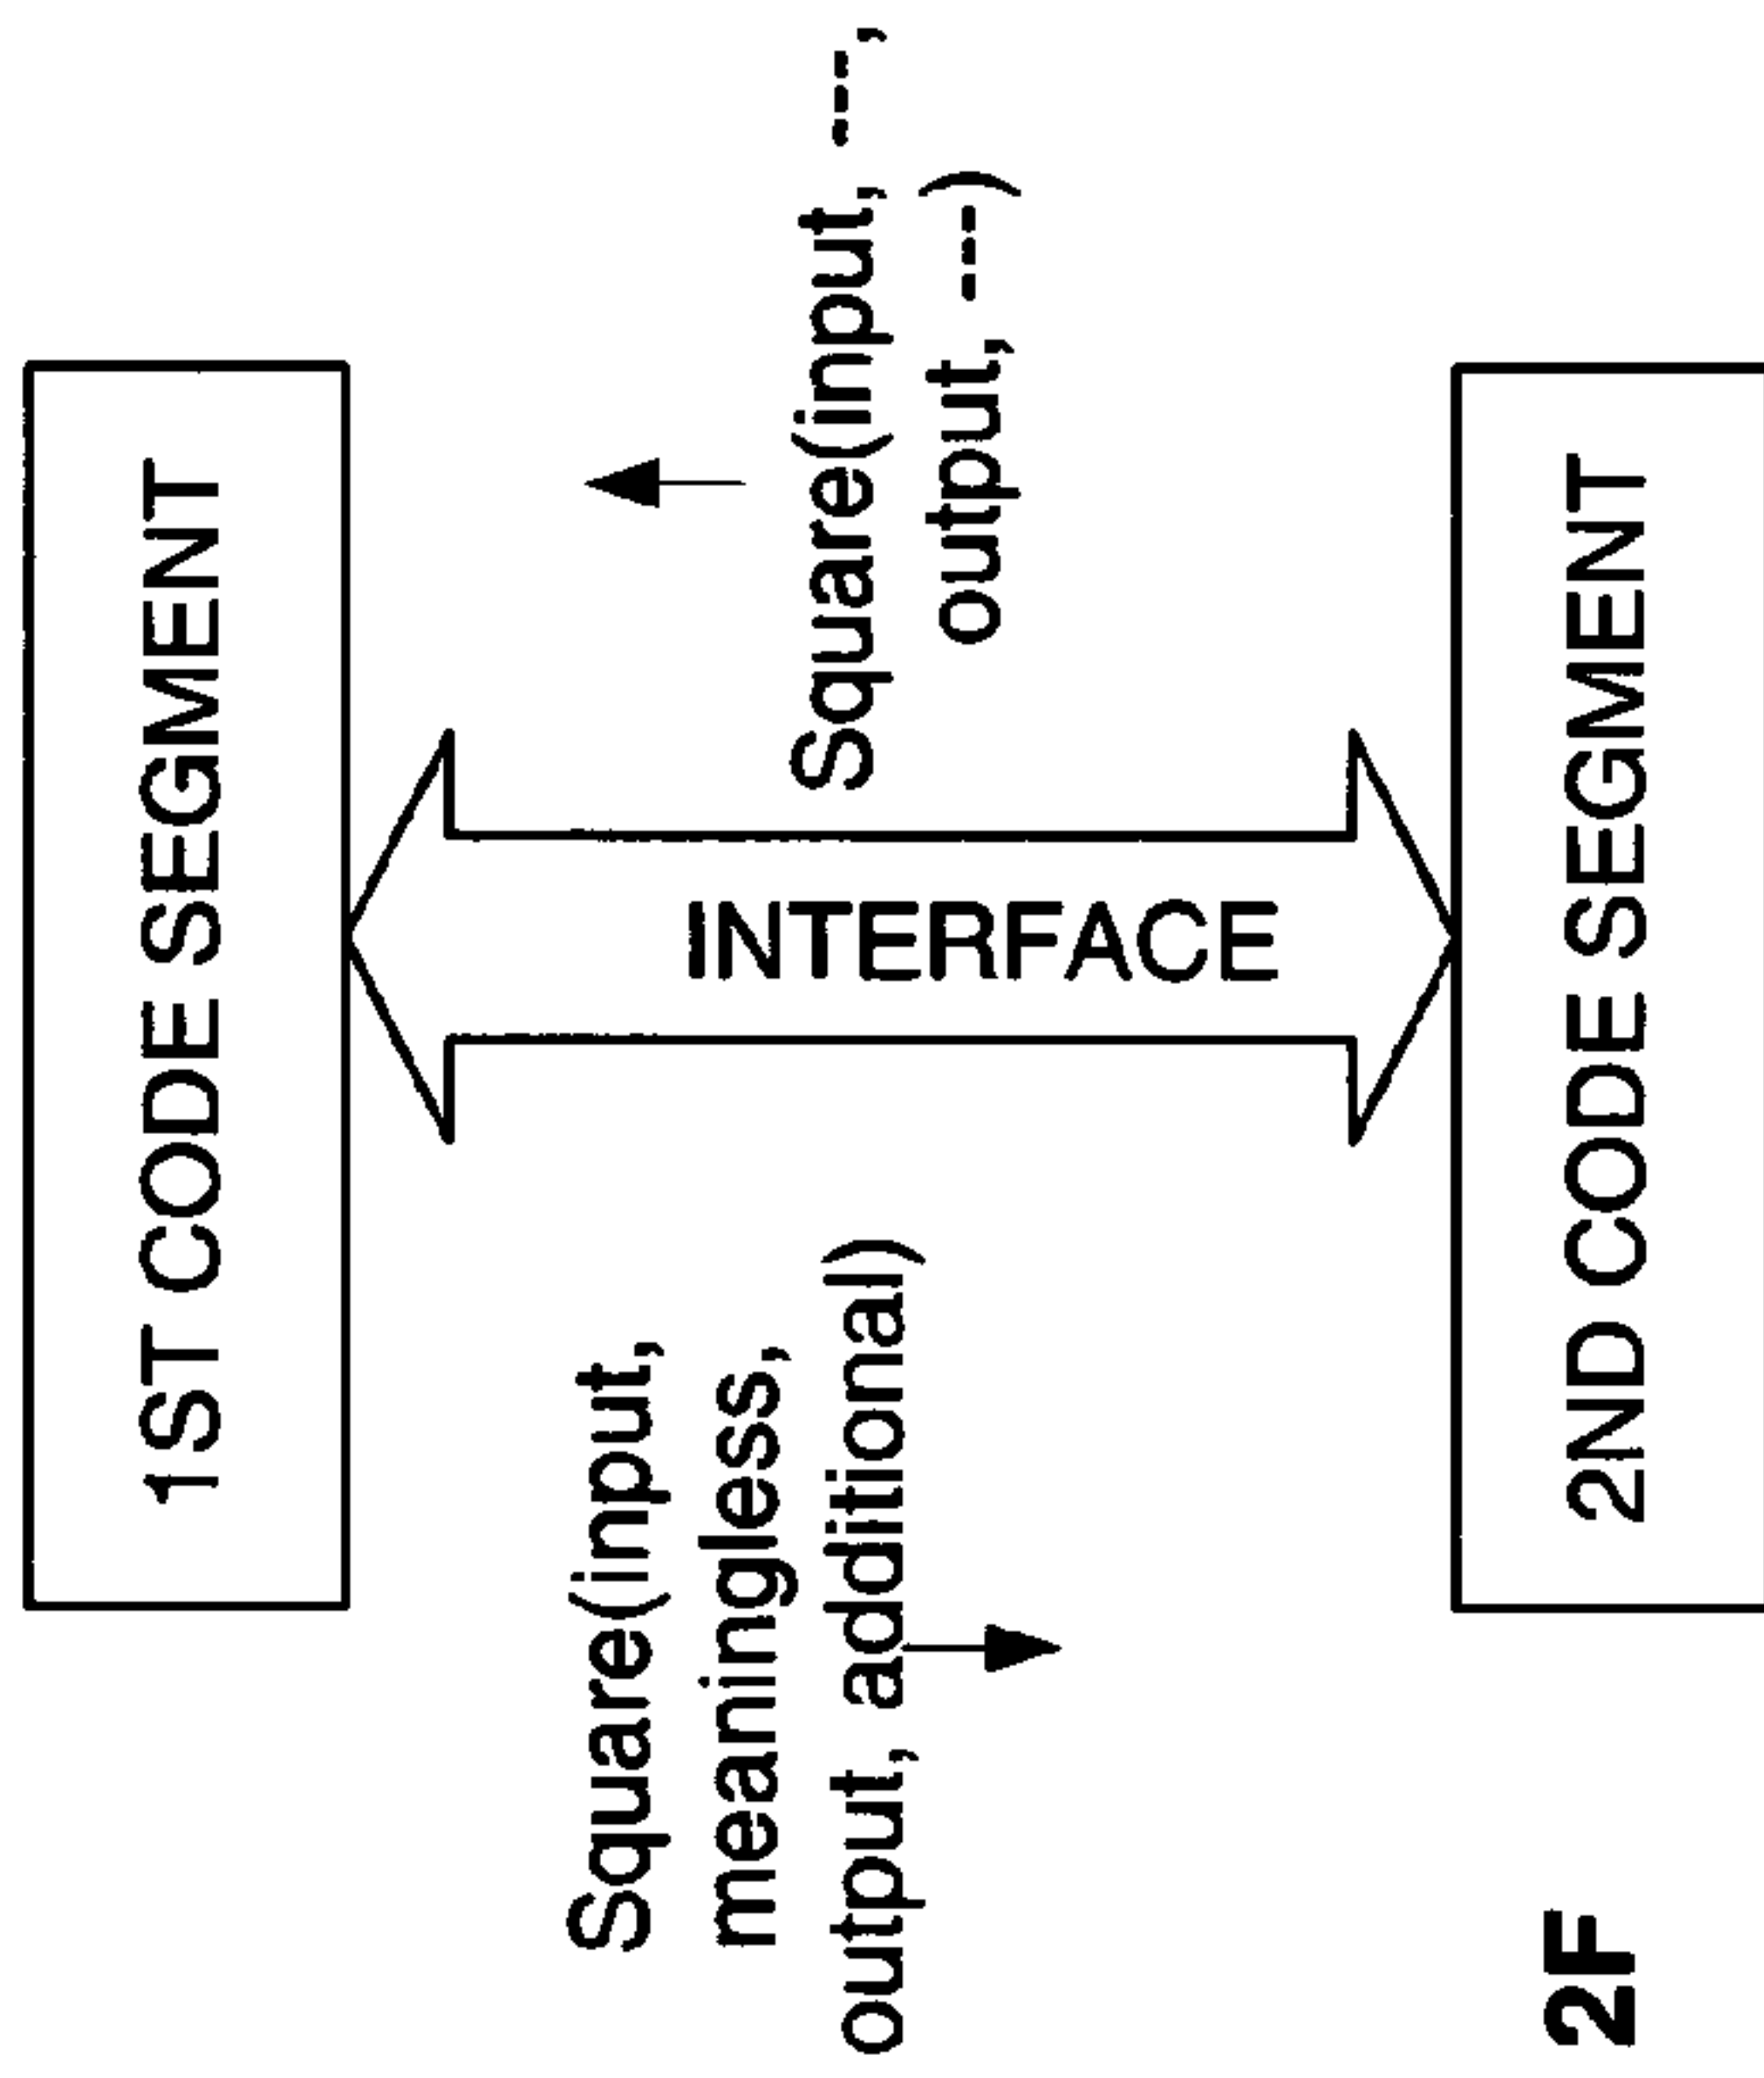 1ST CODE SEGMENT
Square(input,
meaningless,
output, additional)
INTERFACE
Square(input, ---,
output, ---)
2ND CODE SEGMENT
2F